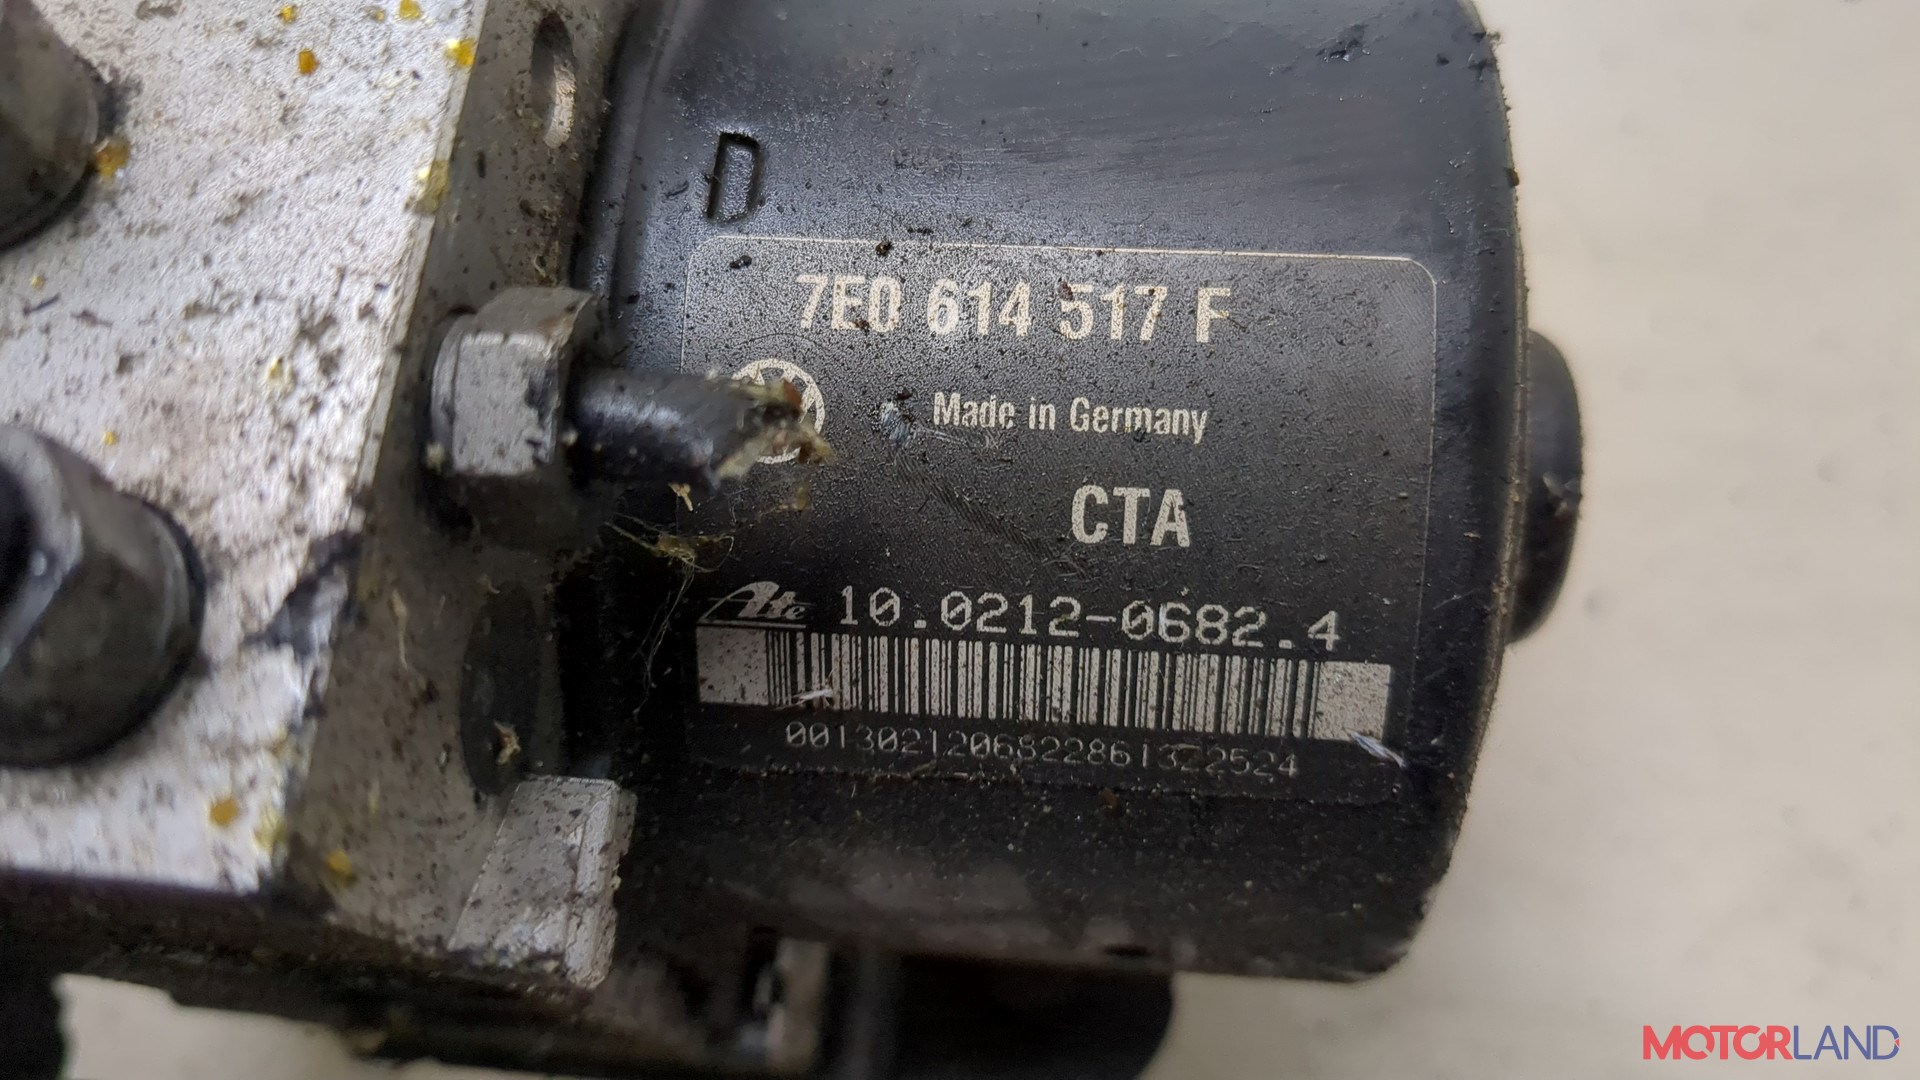 D
7E0 614 517 F
Made in Germany
CTA
Ate 10.0212-0682.4
00130212068228613Z2524
MOTORLAND